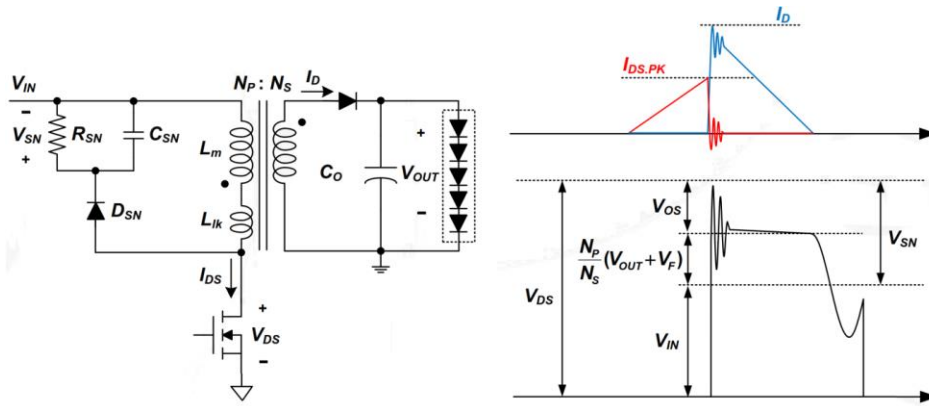 V_IN
N_P : N_S
I_D
V_SN
R_SN
C_SN
L_m
C_O
V_OUT
D_SN
L_lk
I_DS
V_DS
I_D
I_DS.PK
V_OS
V_SN
N_P/N_S (V_OUT+V_F)
V_DS
V_IN